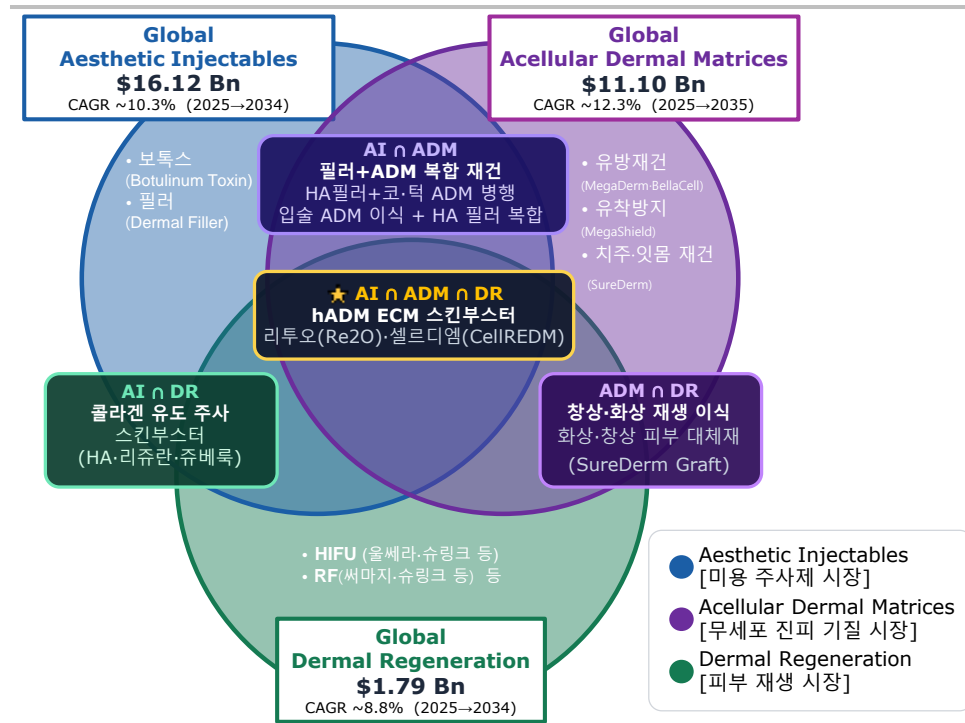 Global
Aesthetic Injectables
$16.12 Bn
CAGR ~10.3%  (2025→2034)
Global
Acellular Dermal Matrices
$11.10 Bn
CAGR ~12.3%  (2025→2035)
• 보톡스
(Botulinum Toxin)
• 필러
(Dermal Filler)
AI ∩ ADM
필러+ADM 복합 재건
HA필러+코·턱 ADM 병행
입술 ADM 이식 + HA 필러 복합
• 유방재건
(MegaDerm·BellaCell)
• 유착방지
(MegaShield)
• 치주·잇몸 재건
(SureDerm)
★ AI ∩ ADM ∩ DR
hADM ECM 스킨부스터
리투오(Re2O)·셀르디엠(CellREDM)
AI ∩ DR
콜라겐 유도 주사
스킨부스터
(HA·리쥬란·쥬베룩)
ADM ∩ DR
창상·화상 재생 이식
화상·창상 피부 대체재
(SureDerm Graft)
• HIFU (울쎄라·슈링크 등)
• RF(써마지·슈링크 등)  등
Global
Dermal Regeneration
$1.79 Bn
CAGR ~8.8%  (2025→2034)
Aesthetic Injectables
[미용 주사제 시장]
Acellular Dermal Matrices
[무세포 진피 기질 시장]
Dermal Regeneration
[피부 재생 시장]